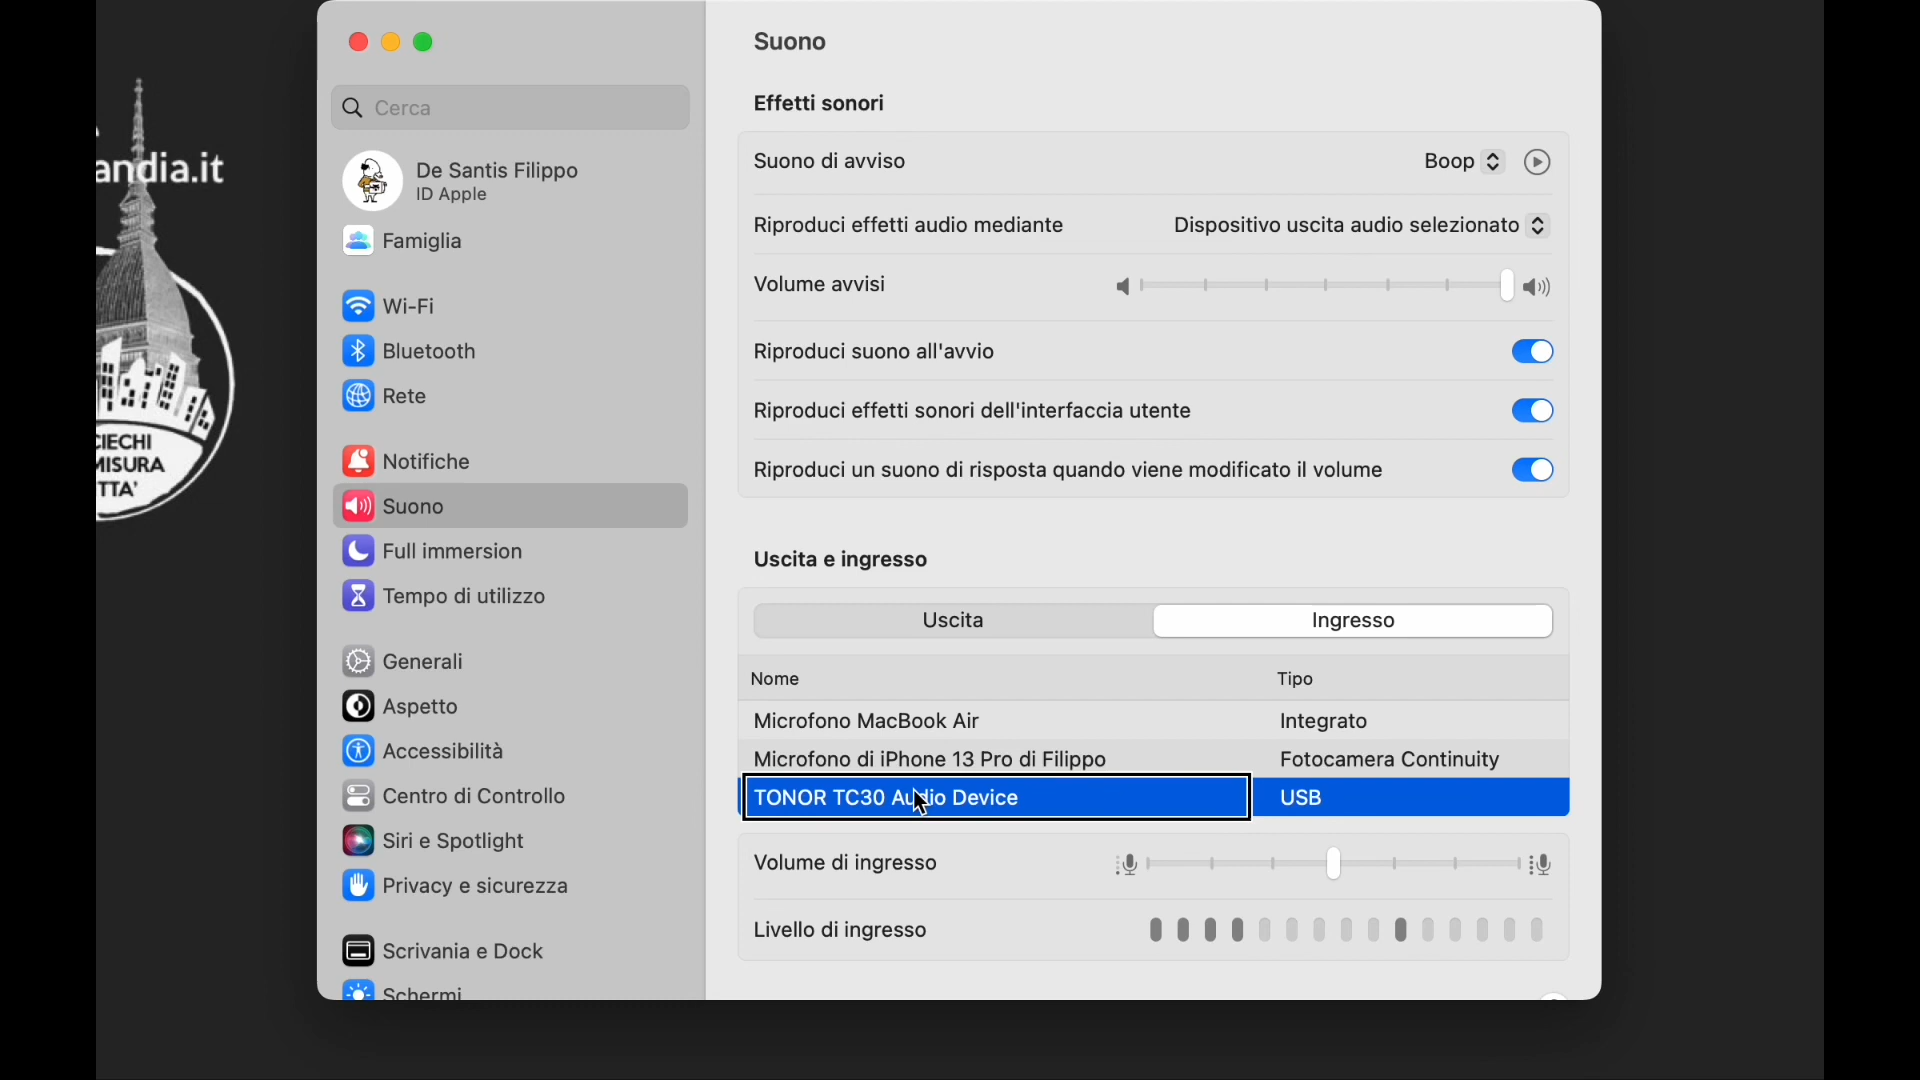 andia.it
CIECHI
MISURA
TTA'
Cerca
De Santis Filippo
ID Apple
Famiglia
Wi-Fi
Bluetooth
Rete
Notifiche
Suono
Full immersion
Tempo di utilizzo
Generali
Aspetto
Accessibilità
Centro di Controllo
Siri e Spotlight
Privacy e sicurezza
Scrivania e Dock
Schermi
Suono
Effetti sonori
Suono di avviso Boop
Riproduci effetti audio mediante Dispositivo uscita audio selezionato
Volume avvisi
Riproduci suono all'avvio
Riproduci effetti sonori dell'interfaccia utente
Riproduci un suono di risposta quando viene modificato il volume
Uscita e ingresso
Uscita Ingresso
Nome Tipo
Microfono MacBook Air Integrato
Microfono di iPhone 13 Pro di Filippo Fotocamera Continuity
TONOR TC30 Audio Device USB
Volume di ingresso
Livello di ingresso